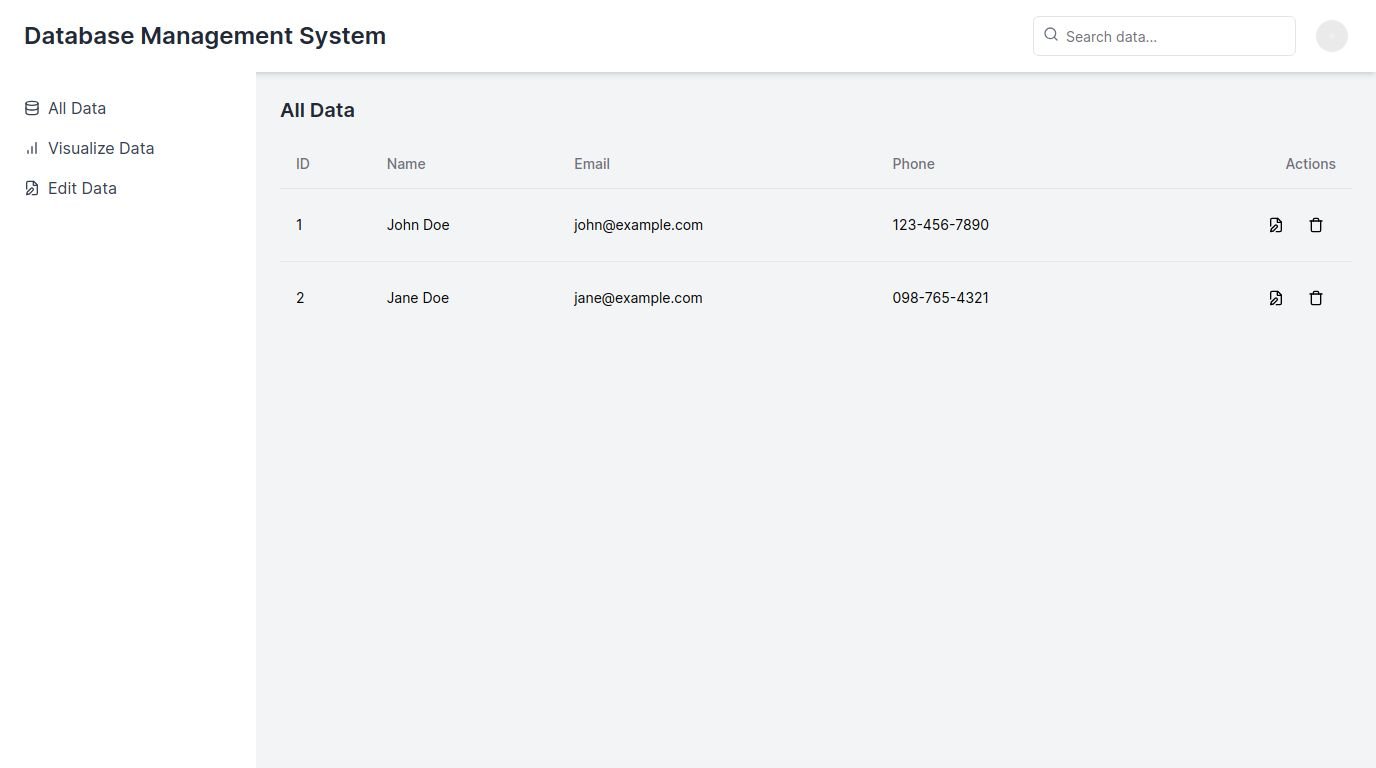 Database Management System
Search data...
All Data
Visualize Data
Edit Data
All Data
ID Name Email Phone Actions
1 John Doe john@example.com 123-456-7890
2 Jane Doe jane@example.com 098-765-4321